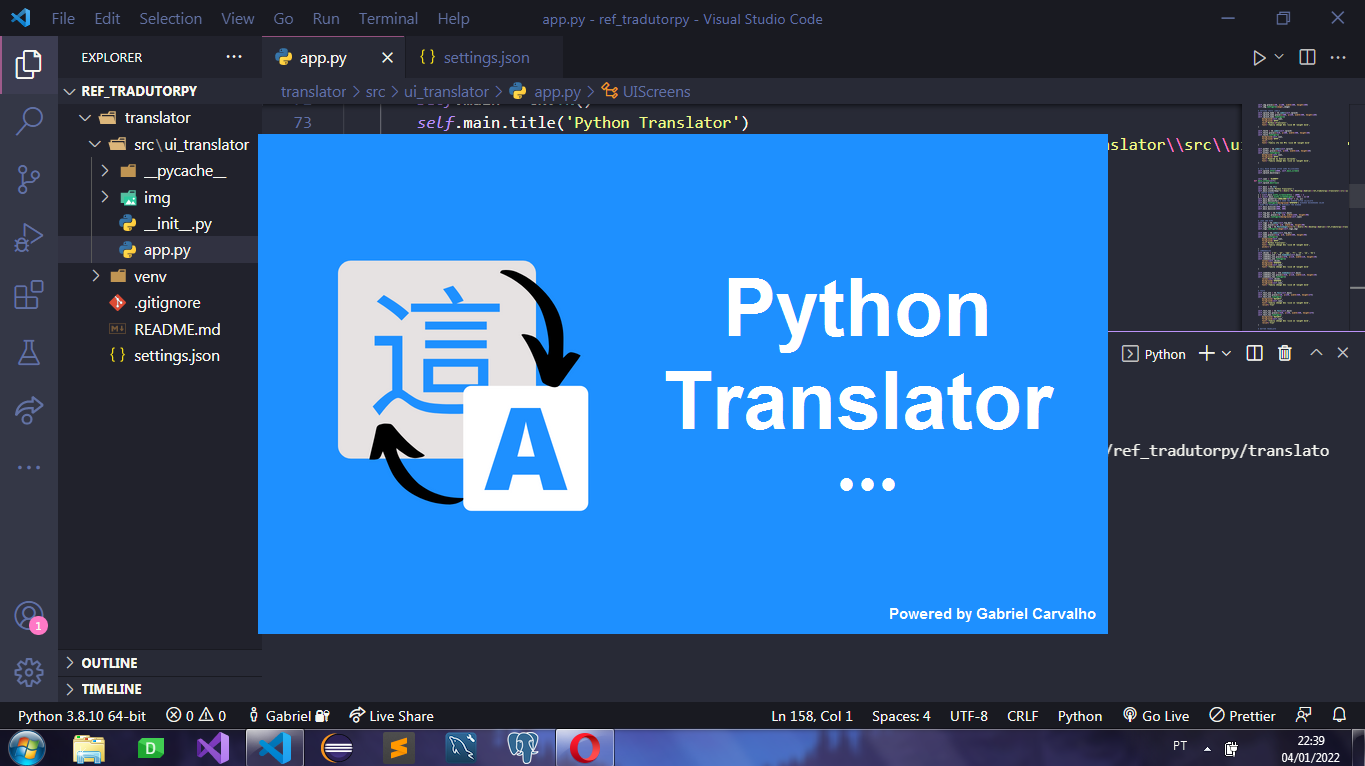 File Edit Selection View Go Run Terminal Help
app.py - ref_tradutorpy - Visual Studio Code
EXPLORER
app.py
{} settings.json
REF_TRADUTORPY
translator > src > ui_translator > app.py > UIScreens
translator
src\ui_translator
__pycache__
img
__init__.py
app.py
venv
.gitignore
README.md
{} settings.json
73 self.main.title('Python Translator')
nslator\\src\\u
這
A
Python
Translator
...
Powered by Gabriel Carvalho
Python
/ref_tradutorpy/translato
1
OUTLINE
TIMELINE
Python 3.8.10 64-bit
0 0
Gabriel
Live Share
Ln 158, Col 1
Spaces: 4
UTF-8
CRLF
Python
Go Live
Prettier
D
PT
22:39
04/01/2022